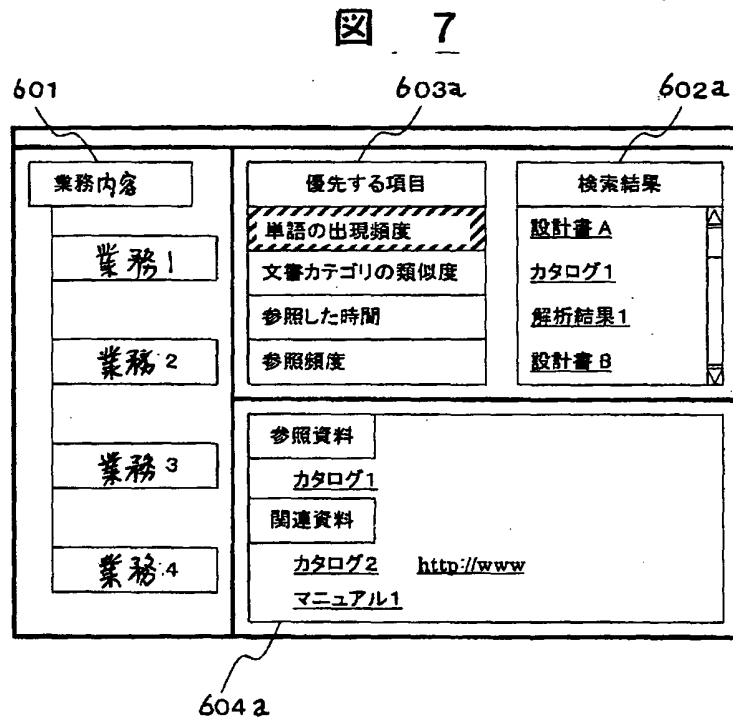 図 7
601
603a
602a
業務内容
業務1
業務2
業務3
業務4
優先する項目
単語の出現頻度
文書カテゴリの類似度
参照した時間
参照頻度
検索結果
設計書A
カタログ1
解析結果1
設計書B
参照資料
カタログ1
関連資料
カタログ2 http://www
マニュアル1
604a